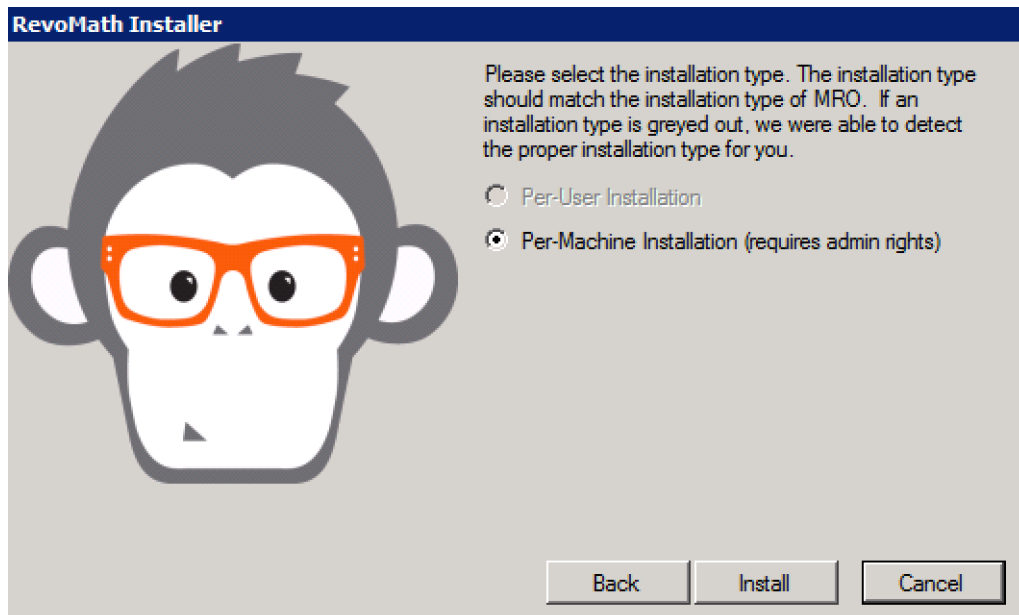 RevoMath Installer
Please select the installation type. The installation type
should match the installation type of MRO.  If an
installation type is greyed out, we were able to detect
the proper installation type for you.
Per-User Installation
Per-Machine Installation (requires admin rights)
Back
Install
Cancel